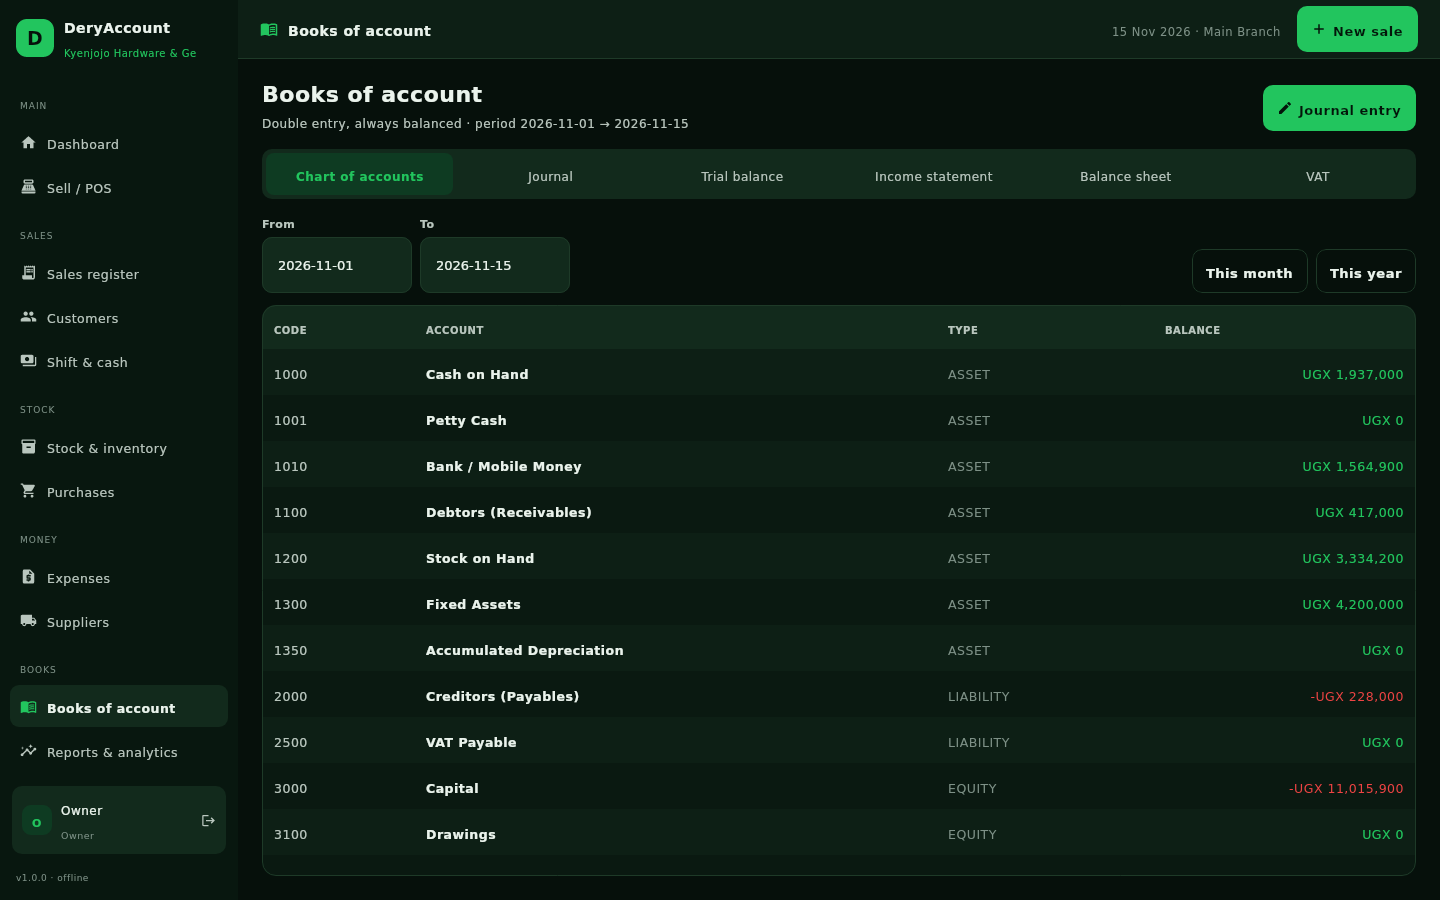 D
DeryAccount
Kyenjojo Hardware & Ge
MAIN
Dashboard
Sell / POS
SALES
Sales register
Customers
Shift & cash
STOCK
Stock & inventory
Purchases
MONEY
Expenses
Suppliers
BOOKS
Books of account
Reports & analytics
o
Owner
Owner
v1.0.0 · offline
Books of account
15 Nov 2026 · Main Branch
+ New sale
Books of account
Double entry, always balanced · period 2026-11-01 → 2026-11-15
Journal entry
Chart of accounts Journal Trial balance Income statement Balance sheet VAT
From To
2026-11-01 2026-11-15
This month This year
CODE ACCOUNT TYPE BALANCE
1000 Cash on Hand ASSET UGX 1,937,000
1001 Petty Cash ASSET UGX 0
1010 Bank / Mobile Money ASSET UGX 1,564,900
1100 Debtors (Receivables) ASSET UGX 417,000
1200 Stock on Hand ASSET UGX 3,334,200
1300 Fixed Assets ASSET UGX 4,200,000
1350 Accumulated Depreciation ASSET UGX 0
2000 Creditors (Payables) LIABILITY -UGX 228,000
2500 VAT Payable LIABILITY UGX 0
3000 Capital EQUITY -UGX 11,015,900
3100 Drawings EQUITY UGX 0